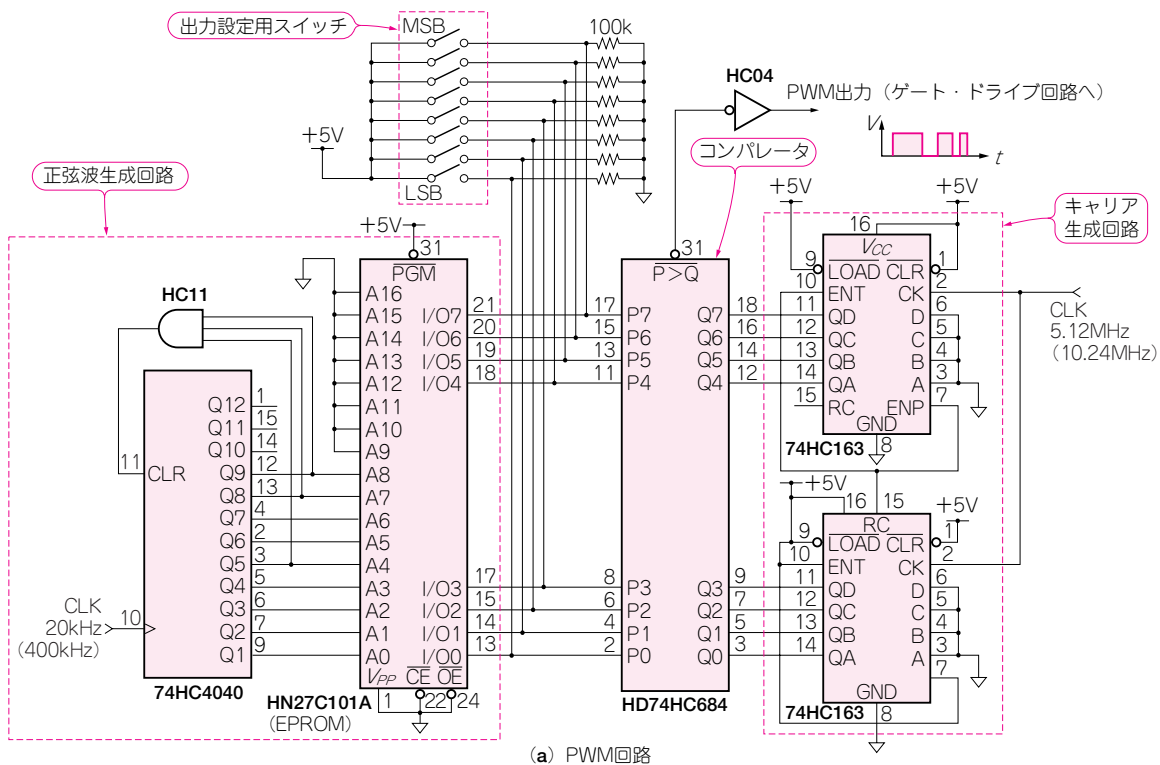 出力設定用スイッチ
MSB
100k
+5V
LSB
HC04
PWM出力（ゲート・ドライブ回路へ）
V
t
コンパレータ
正弦波生成回路
キャリア
生成回路
HC11
11
CLR
Q12 1
Q11 15
Q10 14
Q9 12
Q8 13
Q7 4
Q6 2
Q5 3
Q4 5
Q3 6
Q2 7
Q1 9
CLK
20kHz
(400kHz)
10
74HC4040
+5V
31
PGM
A16
A15
A14
A13
A12
A11
A10
A9
A8
A7
A6
A5
A4
A3
A2
A1
A0
I/O7 21
I/O6 20
I/O5 19
I/O4 18
I/O3 17
I/O2 15
I/O1 14
I/O0 13
VPP CE OE
1 22 24
HN27C101A
(EPROM)
31
P>Q
17 P7 Q7 18
15 P6 Q6 16
13 P5 Q5 14
11 P4 Q4 12
8 P3 Q3 9
6 P2 Q2 7
4 P1 Q1 5
2 P0 Q0 3
HD74HC684
+5V
+5V
16
VCC
9 LOAD CLR 1
10 ENT CK 2
11 QD D 6
12 QC C 5
13 QB B 4
14 QA A 3
15 RC ENP 7
GND
8
74HC163
CLK
5.12MHz
(10.24MHz)
+5V
16 15
+5V
RC
9 LOAD CLR 1
10 ENT CK 2
11 QD D 6
12 QC C 5
13 QB B 4
14 QA A 3
7
GND
8
74HC163
(a) PWM回路